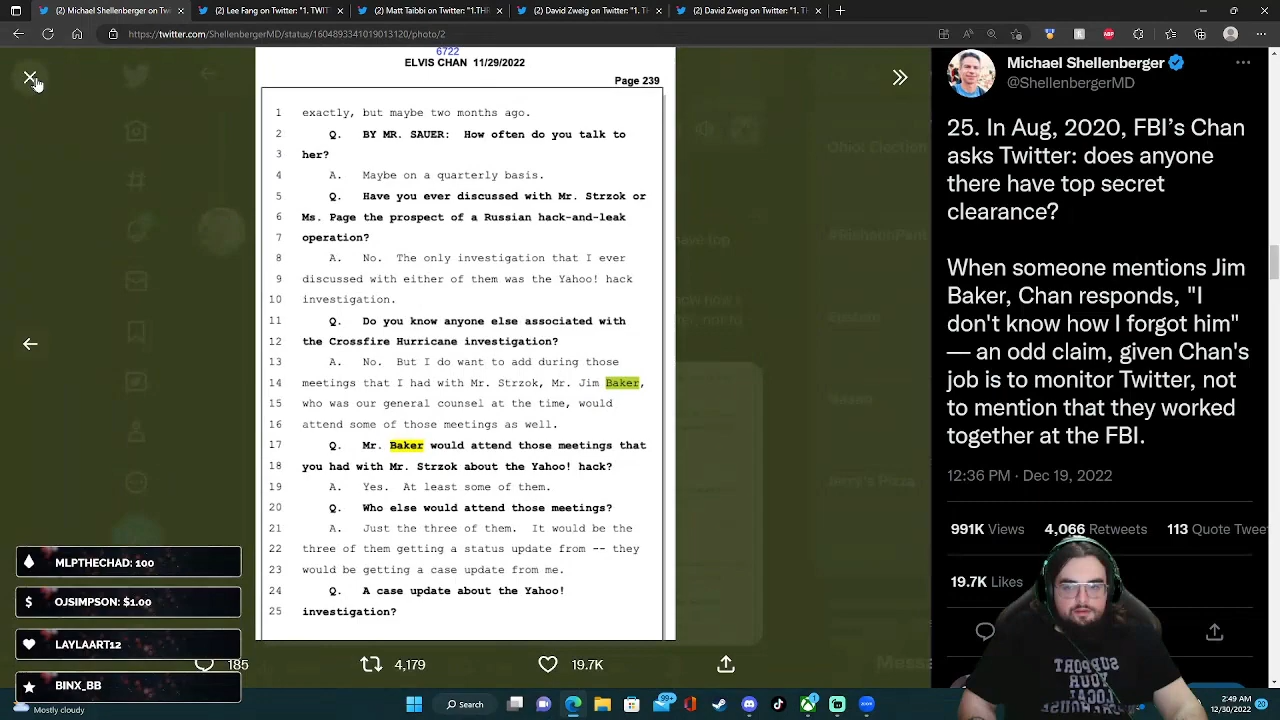 (2) Michael Shellenberger on
(2) Lee Fang on Twitter: "1. TWIT
(2) Matt Taibbi on Twitter: "1.TH
(2) David Zweig on Twitter: "1. T
(2) David Zweig on Twitter: "1. TH
https://twitter.com/ShellenbergerMD/status/1604893341019013120/photo/2
6722
ELVIS CHAN 11/29/2022
Page 239
1 exactly, but maybe two months ago.
2 Q. BY MR. SAUER: How often do you talk to
3 her?
4 A. Maybe on a quarterly basis.
5 Q. Have you ever discussed with Mr. Strzok or
6 Ms. Page the prospect of a Russian hack-and-leak
7 operation?
8 A. No. The only investigation that I ever
9 discussed with either of them was the Yahoo! hack
10 investigation.
11 Q. Do you know anyone else associated with
12 the Crossfire Hurricane investigation?
13 A. No. But I do want to add during those
14 meetings that I had with Mr. Strzok, Mr. Jim Baker,
15 who was our general counsel at the time, would
16 attend some of those meetings as well.
17 Q. Mr. Baker would attend those meetings that
18 you had with Mr. Strzok about the Yahoo! hack?
19 A. Yes. At least some of them.
20 Q. Who else would attend those meetings?
21 A. Just the three of them. It would be the
22 three of them getting a status update from -- they
23 would be getting a case update from me.
24 Q. A case update about the Yahoo!
25 investigation?
Michael Shellenberger
@ShellenbergerMD
25. In Aug, 2020, FBI's Chan
asks Twitter: does anyone
there have top secret
clearance?
When someone mentions Jim
Baker, Chan responds, "I
don't know how I forgot him"
— an odd claim, given Chan's
job is to monitor Twitter, not
to mention that they worked
together at the FBI.
12:36 PM · Dec 19, 2022
991K Views 4,066 Retweets 113 Quote Tweet
19.7K Likes
Ohio: Election
MLPTHECHAD: 100
OJSIMPSON: $1.00
LAYLAART12
BINX_BB
185 4,179 19.7K
SUPPORT
YOUR
LOCAL
Mostly cloudy
Search
99+
2:49 AM
12/30/2022